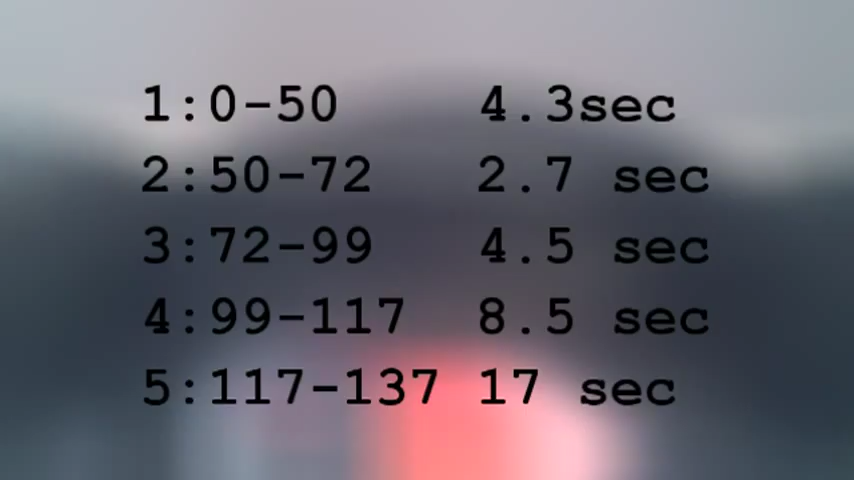 1:0-50 4.3sec
2:50-72 2.7 sec
3:72-99 4.5 sec
4:99-117 8.5 sec
5:117-137 17 sec